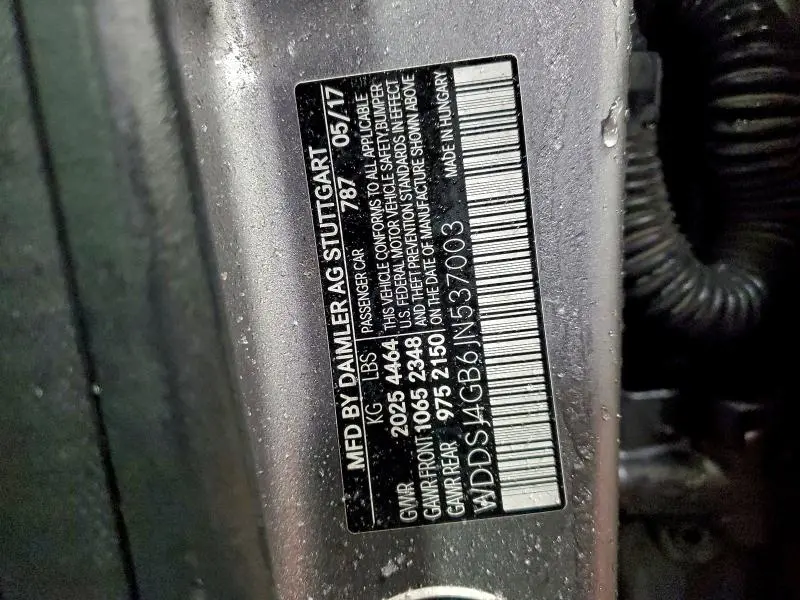 MFD BY DAIMLER AG STUTTGART
KG LBS 787 05/17
GWR 2025 4464
GAWR FRONT 1065 2348
GAWR REAR 975 2150
PASSENGER CAR
THIS VEHICLE CONFORMS TO ALL APPLICABLE
U.S. FEDERAL MOTOR VEHICLE SAFETY,BUMPER
AND THEFT PREVENTION STANDARDS IN EFFECT
ON THE DATE OF MANUFACTURE SHOWN ABOVE
WDDSJ4GB6JN537003 MADE IN HUNGARY